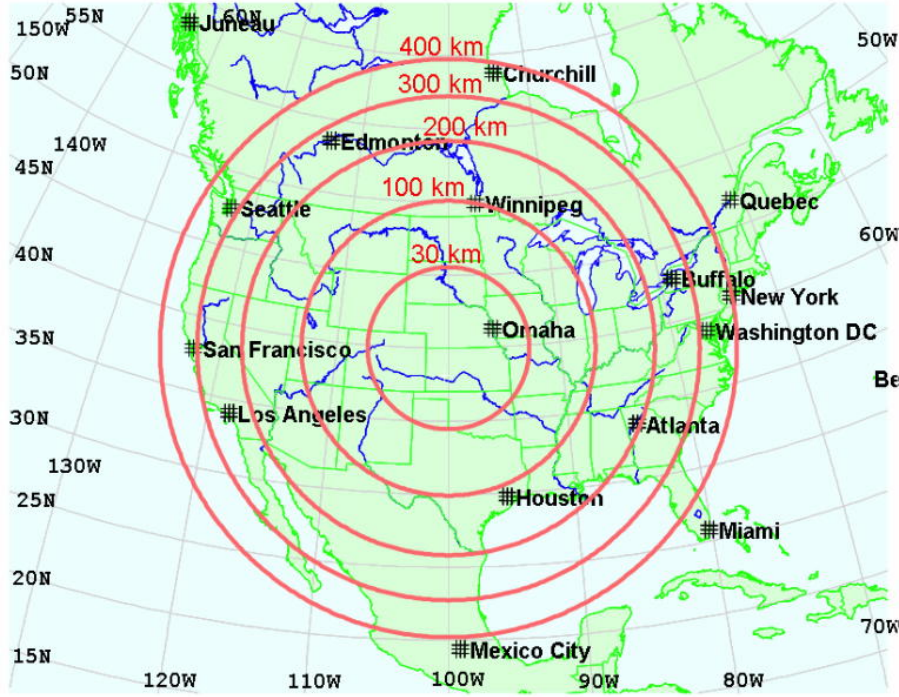 55N
60N
150W
Juneau
50W
400 km
50N
Churchill
300 km
200 km
140W
Edmonton
45N
100 km
Quebec
Seattle
Winnipeg
60W
40N
30 km
Buffalo
New York
35N
Omaha
Washington DC
San Francisco
Be
30N
Los Angeles
Atlanta
130W
25N
Houston
Miami
20N
70W
15N
Mexico City
120W
110W
100W
90W
80W